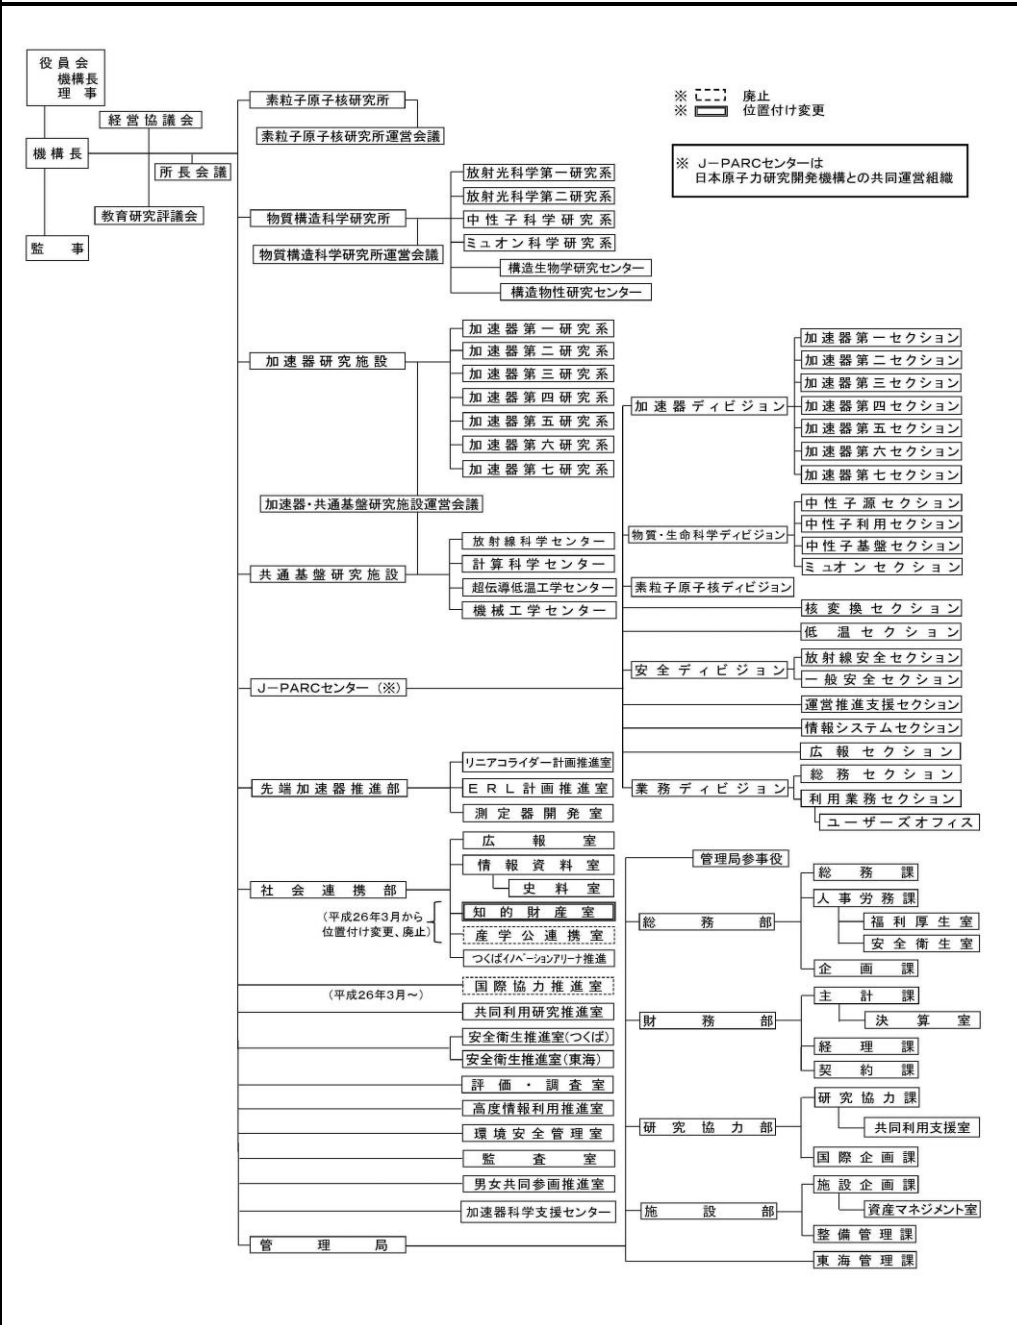 役員会
機構長
理事
経営協議会
機構長
所長会議
教育研究評議会
監事
※ 廃止
※ 位置付け変更
※ J-PARCセンターは
日本原子力研究開発機構との共同運営組織
素粒子原子核研究所
素粒子原子核研究所運営会議
物質構造科学研究所
物質構造科学研究所運営会議
放射光科学第一研究系
放射光科学第二研究系
中性子科学研究系
ミュオン科学研究系
構造生物学研究センター
構造物性研究センター
加速器研究施設
加速器第一研究系
加速器第二研究系
加速器第三研究系
加速器第四研究系
加速器第五研究系
加速器第六研究系
加速器第七研究系
加速器・共通基盤研究施設運営会議
共通基盤研究施設
放射線科学センター
計算科学センター
超伝導低温工学センター
機械工学センター
J-PARCセンター（※）
加速器ディビジョン
加速器第一セクション
加速器第二セクション
加速器第三セクション
加速器第四セクション
加速器第五セクション
加速器第六セクション
加速器第七セクション
物質・生命科学ディビジョン
中性子源セクション
中性子利用セクション
中性子基盤セクション
ミュオンセクション
素粒子原子核ディビジョン
核変換セクション
低温セクション
安全ディビジョン
放射線安全セクション
一般安全セクション
運営推進支援セクション
情報システムセクション
広報セクション
業務ディビジョン
総務セクション
利用業務セクション
ユーザーズオフィス
先端加速器推進部
リニアコライダー計画推進室
ERL計画推進室
測定器開発室
社会連携部
広報室
情報資料室
史料室
（平成26年3月から
位置付け変更、廃止）
知的財産室
産学公連携室
つくばイノベーションアリーナ推進
（平成26年3月～）
国際協力推進室
共同利用研究推進室
安全衛生推進室(つくば)
安全衛生推進室(東海)
評価・調査室
高度情報利用推進室
環境安全管理室
監査室
男女共同参画推進室
加速器科学支援センター
管理局
管理局参事役
総務部
総務課
人事労務課
福利厚生室
安全衛生室
企画課
財務部
主計課
決算室
経理課
契約課
研究協力部
研究協力課
共同利用支援室
国際企画課
施設部
施設企画課
資産マネジメント室
整備管理課
東海管理課